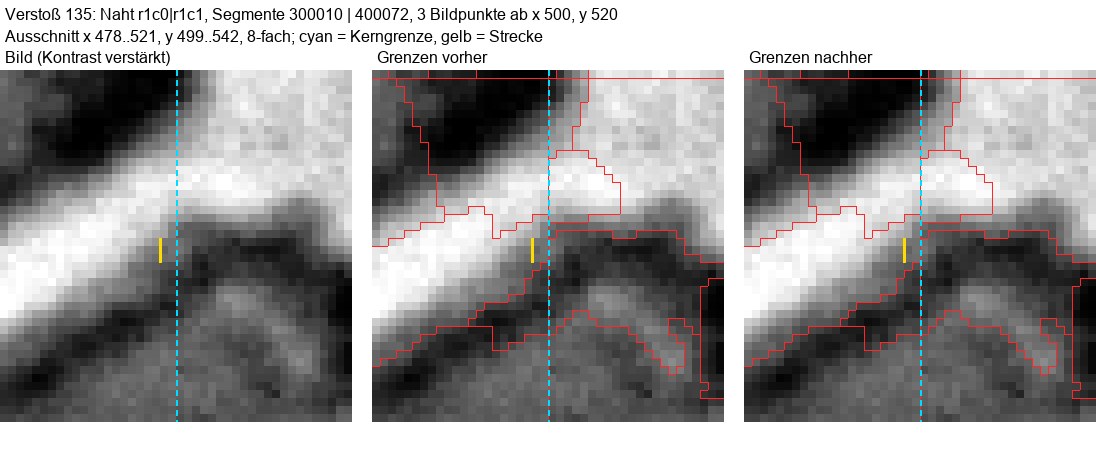 Verstoß 135: Naht r1c0|r1c1, Segmente 300010 | 400072, 3 Bildpunkte ab x 500, y 520
Ausschnitt x 478..521, y 499..542, 8-fach; cyan = Kerngrenze, gelb = Strecke
Bild (Kontrast verstärkt) Grenzen vorher Grenzen nachher